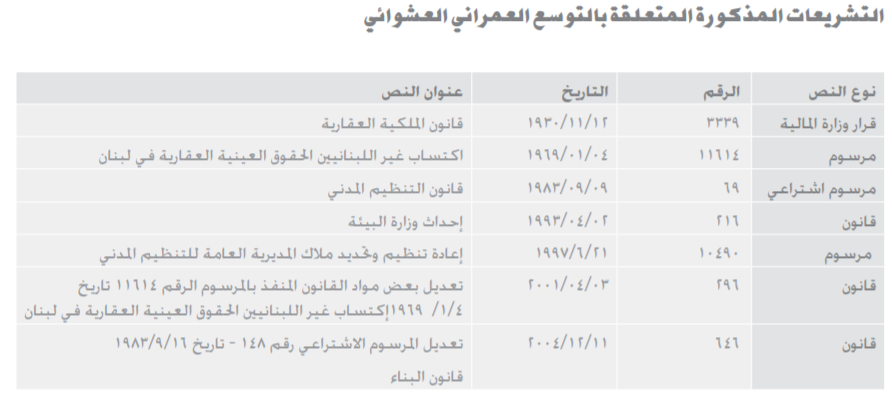 التشريعات المذكورة المتعلقة بالتوسع العمراني العشوائي
نوع النص الرقم التاريخ عنوان النص
قرار وزارة المالية ٣٣٣٩ ١٩٣٠/١١/١٢ قانون الملكية العقارية
مرسوم ١١٦١٤ ١٩٦٩/٠١/٠٤ اكتساب غير اللبنانيين الحقوق العينية العقارية في لبنان
مرسوم اشتراعي ٦٩ ١٩٨٣/٠٩/٠٩ قانون التنظيم المدني
قانون ٢١٦ ١٩٩٣/٠٤/٠٢ إحداث وزارة البيئة
مرسوم ١٠٤٩٠ ١٩٩٧/٦/٢١ إعادة تنظيم وتحديد ملاك المديرية العامة للتنظيم المدني
قانون ٢٩٦ ٢٠٠١/٠٤/٠٣ تعديل بعض مواد القانون المنفذ بالمرسوم الرقم ١١٦١٤ تاريخ
١٩٦٩ /١/٤إكتساب غير اللبنانيين الحقوق العينية العقارية في لبنان
قانون ٦٤٦ ٢٠٠٤/١٢/١١ تعديل المرسوم الاشتراعي رقم ١٤٨ - تاريخ ١٩٨٣/٩/١٦
قانون البناء